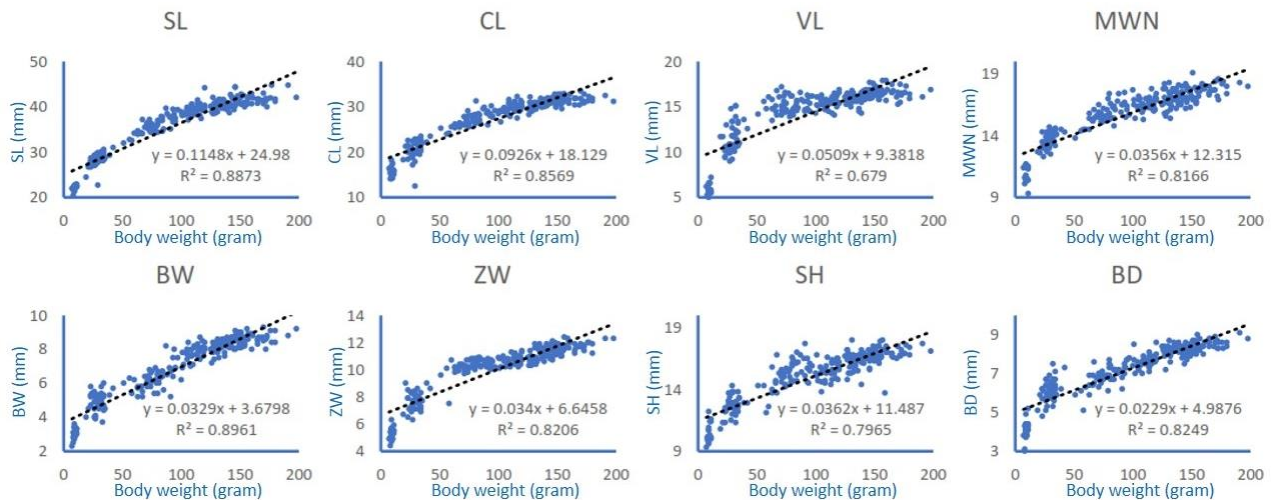 SL
CL
VL
MWN
50
40
30
20
SL (mm)
y = 0.1148x + 24.98
R² = 0.8873
0 50 100 150 200
Body weight (gram)
40
30
20
10
CL (mm)
y = 0.0926x + 18.129
R² = 0.8569
0 50 100 150 200
Body weight (gram)
20
15
10
5
VL (mm)
y = 0.0509x + 9.3818
R² = 0.679
0 50 100 150 200
Body weight (gram)
19
14
9
MWN (mm)
y = 0.0356x + 12.315
R² = 0.8166
0 50 100 150 200
Body weight (gram)
BW
ZW
SH
BD
10
8
6
4
2
BW (mm)
y = 0.0329x + 3.6798
R² = 0.8961
0 50 100 150 200
Body weight (gram)
14
12
10
8
6
4
ZW (mm)
y = 0.034x + 6.6458
R² = 0.8206
0 50 100 150 200
Body weight (gram)
19
14
9
SH (mm)
y = 0.0362x + 11.487
R² = 0.7965
0 50 100 150 200
Body weight (gram)
9
7
5
3
BD (mm)
y = 0.0229x + 4.9876
R² = 0.8249
0 50 100 150 200
Body weight (gram)